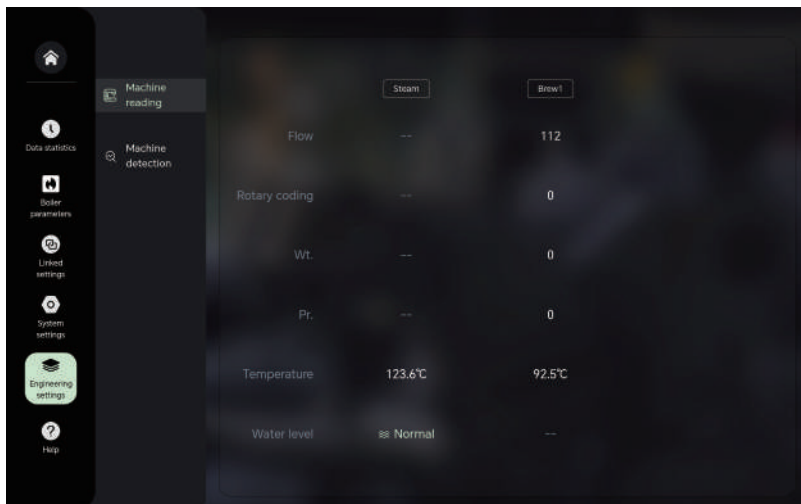 Data statistics
Boiler
parameters
Linked
settings
System
settings
Engineering
settings
Help
Machine
reading
Machine
detection
Steam Brew1
Flow -- 112
Rotary coding -- 0
Wt. -- 0
Pr. -- 0
Temperature 123.6℃ 92.5℃
Water level Normal --